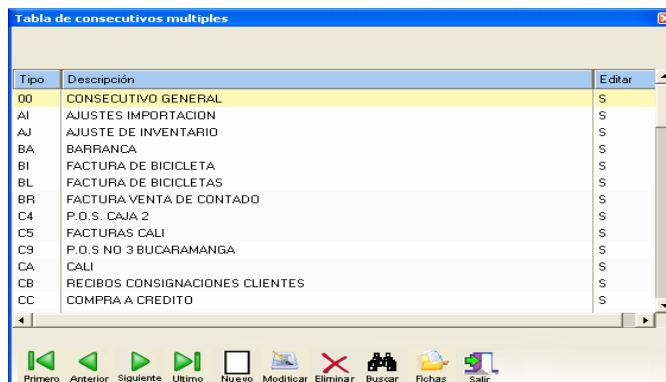 Tabla de consecutivos multiples
Tipo Descripción Editar
00 CONSECUTIVO GENERAL S
AI AJUSTES IMPORTACION S
AJ AJUSTE DE INVENTARIO S
BA BARRANCA S
BI FACTURA DE BICICLETA S
BL FACTURA DE BICICLETAS S
BR FACTURA VENTA DE CONTADO S
C4 P.O.S. CAJA 2 S
C5 FACTURAS CALI S
C9 P.O.S NO 3 BUCARAMANGA S
CA CALI S
CB RECIBOS CONSIGNACIONES CLIENTES S
CC COMPRA A CREDITO S
Primero Anterior Siguiente Ultimo Nuevo Modificar Eliminar Buscar Fichas Salir